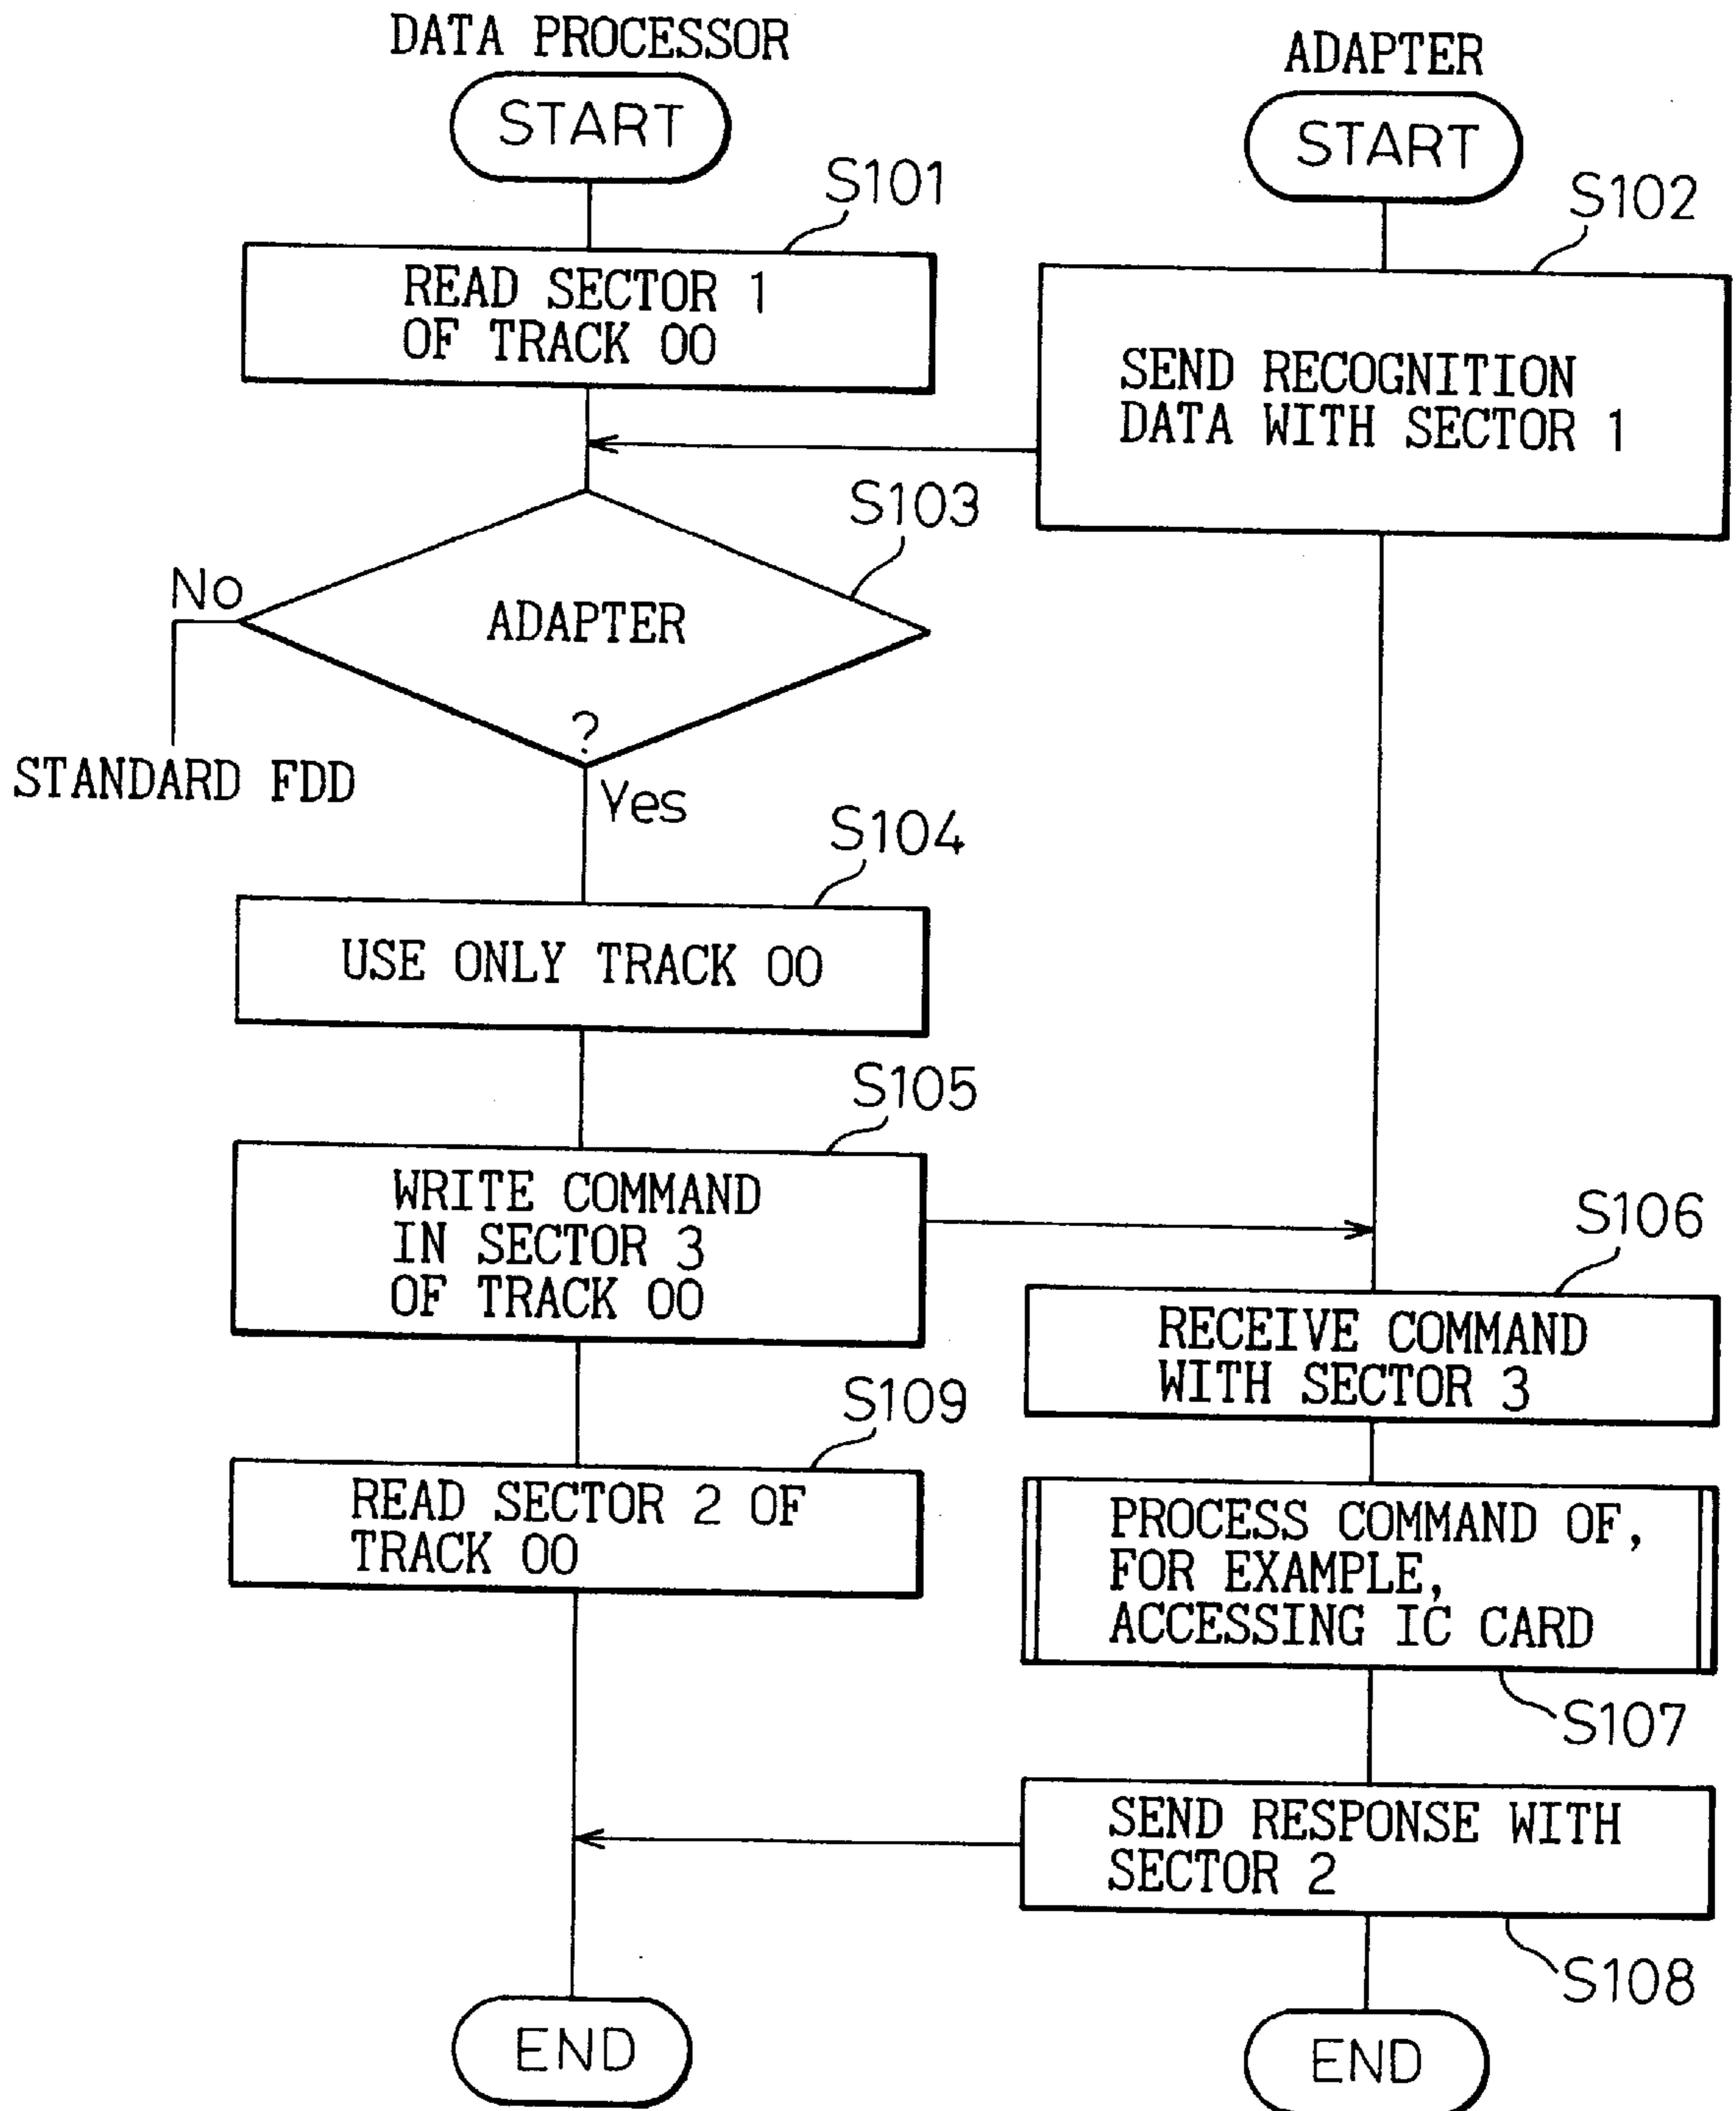 DATA PROCESSOR
START
S101
READ SECTOR 1
OF TRACK 00
S103
ADAPTER
?
No
STANDARD FDD
Yes
S104
USE ONLY TRACK 00
S105
WRITE COMMAND
IN SECTOR 3
OF TRACK 00
S109
READ SECTOR 2 OF
TRACK 00
END
ADAPTER
START
S102
SEND RECOGNITION
DATA WITH SECTOR 1
S106
RECEIVE COMMAND
WITH SECTOR 3
PROCESS COMMAND OF,
FOR EXAMPLE,
ACCESSING IC CARD
S107
SEND RESPONSE WITH
SECTOR 2
S108
END